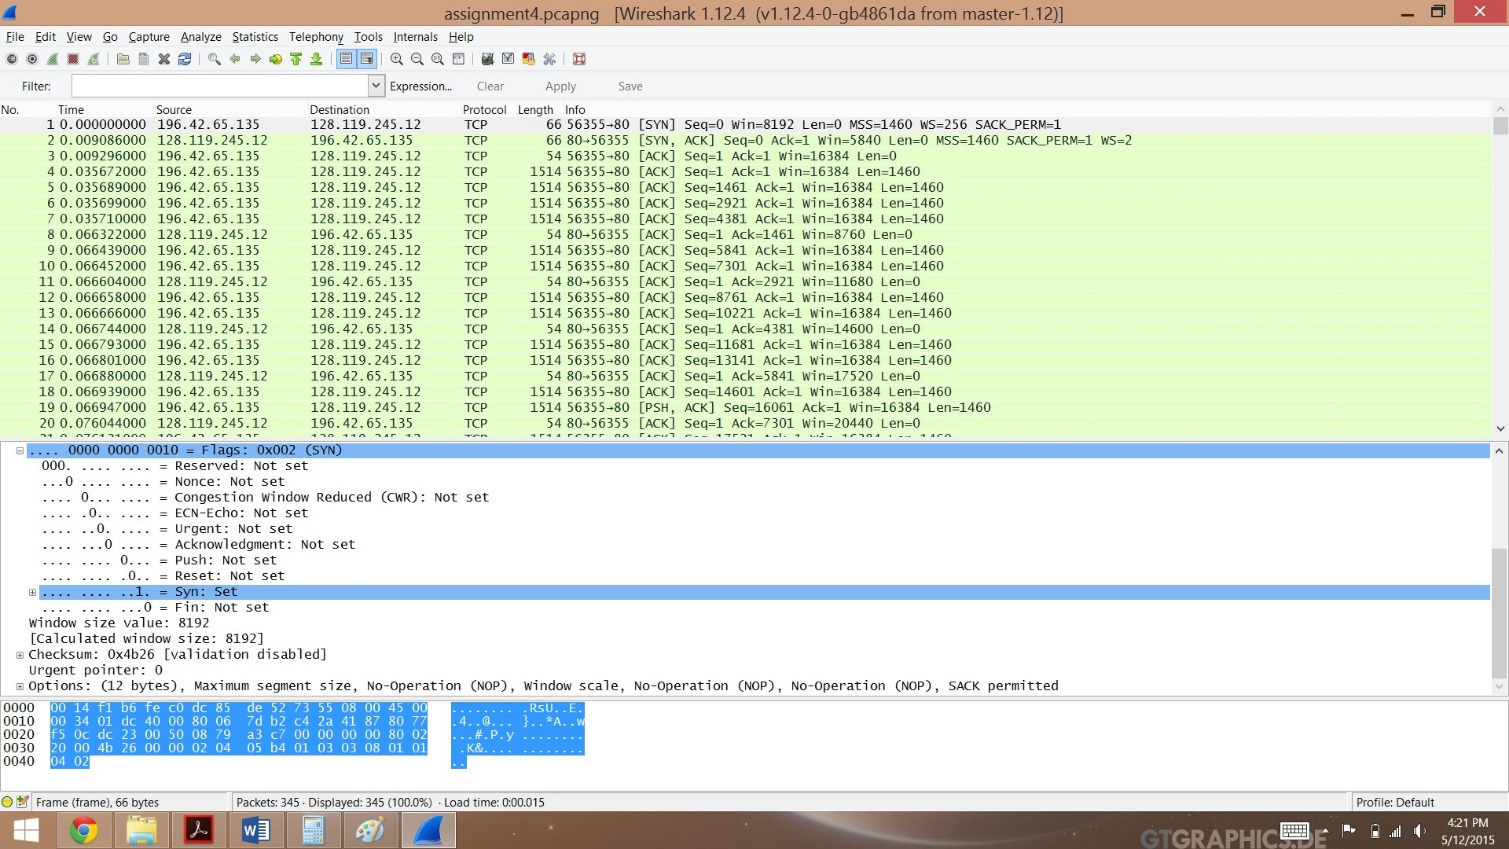 assignment4.pcapng [Wireshark 1.12.4 (v1.12.4-0-gb4861da from master-1.12)]
File Edit View Go Capture Analyze Statistics Telephony Tools Internals Help
Filter: Expression... Clear Apply Save
No. Time Source Destination Protocol Length Info
1 0.000000000 196.42.65.135 128.119.245.12 TCP 66 56355→80 [SYN] Seq=0 Win=8192 Len=0 MSS=1460 WS=256 SACK_PERM=1
2 0.009086000 128.119.245.12 196.42.65.135 TCP 66 80→56355 [SYN, ACK] Seq=0 Ack=1 Win=5840 Len=0 MSS=1460 SACK_PERM=1 WS=2
3 0.009296000 196.42.65.135 128.119.245.12 TCP 54 56355→80 [ACK] Seq=1 Ack=1 Win=16384 Len=0
4 0.035672000 196.42.65.135 128.119.245.12 TCP 1514 56355→80 [ACK] Seq=1 Ack=1 Win=16384 Len=1460
5 0.035689000 196.42.65.135 128.119.245.12 TCP 1514 56355→80 [ACK] Seq=1461 Ack=1 Win=16384 Len=1460
6 0.035699000 196.42.65.135 128.119.245.12 TCP 1514 56355→80 [ACK] Seq=2921 Ack=1 Win=16384 Len=1460
7 0.035710000 196.42.65.135 128.119.245.12 TCP 1514 56355→80 [ACK] Seq=4381 Ack=1 Win=16384 Len=1460
8 0.066322000 128.119.245.12 196.42.65.135 TCP 54 80→56355 [ACK] Seq=1 Ack=1461 Win=8760 Len=0
9 0.066439000 196.42.65.135 128.119.245.12 TCP 1514 56355→80 [ACK] Seq=5841 Ack=1 Win=16384 Len=1460
10 0.066452000 196.42.65.135 128.119.245.12 TCP 1514 56355→80 [ACK] Seq=7301 Ack=1 Win=16384 Len=1460
11 0.066604000 128.119.245.12 196.42.65.135 TCP 54 80→56355 [ACK] Seq=1 Ack=2921 Win=11680 Len=0
12 0.066658000 196.42.65.135 128.119.245.12 TCP 1514 56355→80 [ACK] Seq=8761 Ack=1 Win=16384 Len=1460
13 0.066666000 196.42.65.135 128.119.245.12 TCP 1514 56355→80 [ACK] Seq=10221 Ack=1 Win=16384 Len=1460
14 0.066744000 128.119.245.12 196.42.65.135 TCP 54 80→56355 [ACK] Seq=1 Ack=4381 Win=14600 Len=0
15 0.066793000 196.42.65.135 128.119.245.12 TCP 1514 56355→80 [ACK] Seq=11681 Ack=1 Win=16384 Len=1460
16 0.066801000 196.42.65.135 128.119.245.12 TCP 1514 56355→80 [ACK] Seq=13141 Ack=1 Win=16384 Len=1460
17 0.066880000 128.119.245.12 196.42.65.135 TCP 54 80→56355 [ACK] Seq=1 Ack=5841 Win=17520 Len=0
18 0.066939000 196.42.65.135 128.119.245.12 TCP 1514 56355→80 [ACK] Seq=14601 Ack=1 Win=16384 Len=1460
19 0.066947000 196.42.65.135 128.119.245.12 TCP 1514 56355→80 [PSH, ACK] Seq=16061 Ack=1 Win=16384 Len=1460
20 0.076044000 128.119.245.12 196.42.65.135 TCP 54 80→56355 [ACK] Seq=1 Ack=7301 Win=20440 Len=0
.... 0000 0000 0010 = Flags: 0x002 (SYN)
000. .... .... = Reserved: Not set
...0 .... .... = Nonce: Not set
.... 0... .... = Congestion Window Reduced (CWR): Not set
.... .0.. .... = ECN-Echo: Not set
.... ..0. .... = Urgent: Not set
.... ...0 .... = Acknowledgment: Not set
.... .... 0... = Push: Not set
.... .... .0.. = Reset: Not set
.... .... ..1. = Syn: Set
.... .... ...0 = Fin: Not set
Window size value: 8192
[Calculated window size: 8192]
Checksum: 0x4b26 [validation disabled]
Urgent pointer: 0
Options: (12 bytes), Maximum segment size, No-Operation (NOP), Window scale, No-Operation (NOP), No-Operation (NOP), SACK permitted
0000 00 14 f1 b6 fe c0 dc 85 de 52 73 55 08 00 45 00 ........ .RsU..E.
0010 00 34 01 dc 40 00 80 06 7d b2 c4 2a 41 87 80 77 .4..@... }..*A..w
0020 f5 0c dc 23 00 50 08 79 a3 c7 00 00 00 00 80 02 ...#.P.y ........
0030 20 00 4b 26 00 00 02 04 05 b4 01 03 03 08 01 01 .K&.... ........
0040 04 02 ..
Frame (frame), 66 bytes Packets: 345 · Displayed: 345 (100.0%) · Load time: 0:00.015 Profile: Default
GTGRAPHICS.DE
4:21 PM
5/12/2015